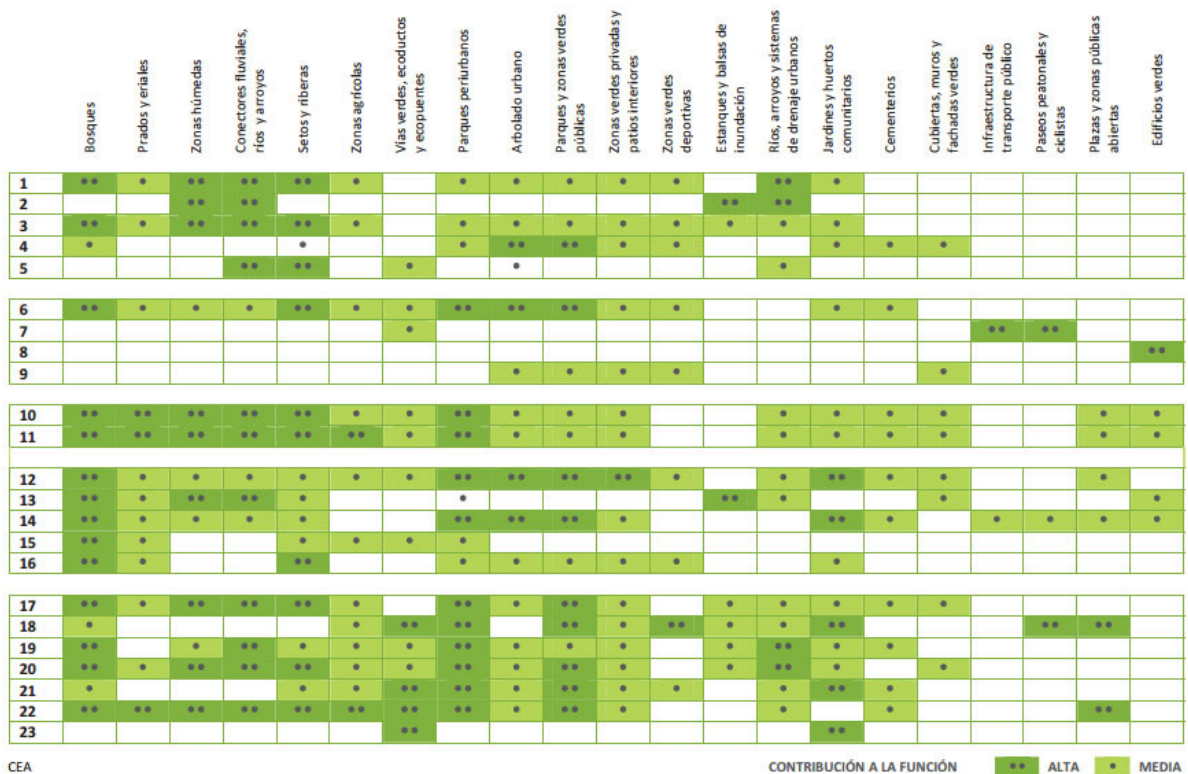 Bosques
Prados y eriales
Zonas húmedas
Conectores fluviales,
ríos y arroyos
Setos y riberas
Zonas agrícolas
Vías verdes, ecoductos
y ecopuentes
Parques periurbanos
Arbolado urbano
Parques y zonas verdes
públicas
Zonas verdes privadas y
patios interiores
Zonas verdes
deportivas
Estanques y balsas de
inundación
Ríos, arroyos y sistemas
de drenaje urbanos
Jardines y huertos
comunitarios
Cementerios
Cubiertas, muros y
fachadas verdes
Infraestructura de
transporte público
Paseos peatonales y
ciclistas
Plazas y zonas públicas
abiertas
Edificios verdes
1
2
3
4
5
6
7
8
9
10
11
12
13
14
15
16
17
18
19
20
21
22
23
CEA
CONTRIBUCIÓN A LA FUNCIÓN
ALTA
MEDIA